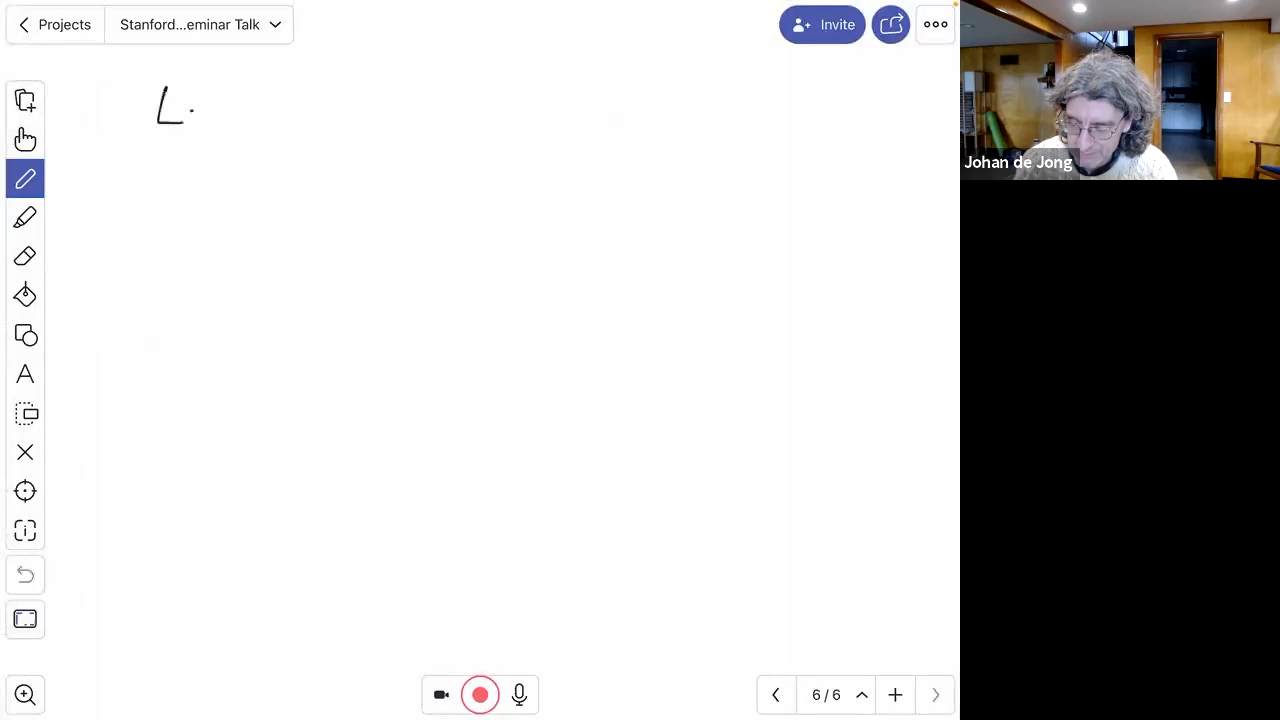 Projects
Stanford...eminar Talk
Invite
L.
Johan de Jong
A
6 / 6